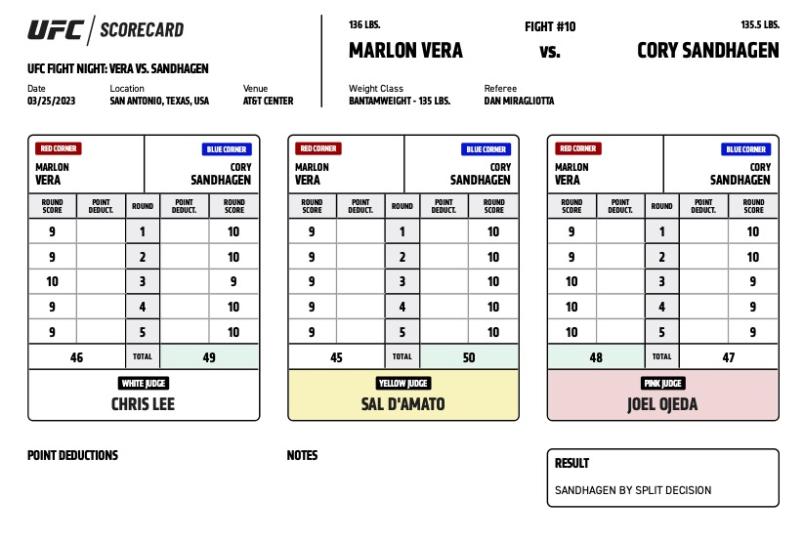 UFC / SCORECARD
UFC FIGHT NIGHT: VERA VS. SANDHAGEN
Date Location Venue
03/25/2023 SAN ANTONIO, TEXAS, USA AT&T CENTER
136 LBS. FIGHT #10 135.5 LBS.
MARLON VERA VS. CORY SANDHAGEN
Weight Class Referee
BANTAMWEIGHT - 135 LBS. DAN MIRAGLIOTTA
RED CORNER BLUE CORNER
MARLON CORY
VERA SANDHAGEN
ROUND SCORE POINT DEDUCT. ROUND POINT DEDUCT. ROUND SCORE
9 1 10
9 2 10
10 3 9
9 4 10
9 5 10
46 TOTAL 49
WHITE JUDGE
CHRIS LEE
RED CORNER BLUE CORNER
MARLON CORY
VERA SANDHAGEN
ROUND SCORE POINT DEDUCT. ROUND POINT DEDUCT. ROUND SCORE
9 1 10
9 2 10
9 3 10
9 4 10
9 5 10
45 TOTAL 50
YELLOW JUDGE
SAL D'AMATO
RED CORNER BLUE CORNER
MARLON CORY
VERA SANDHAGEN
ROUND SCORE POINT DEDUCT. ROUND POINT DEDUCT. ROUND SCORE
9 1 10
9 2 10
10 3 9
10 4 9
10 5 9
48 TOTAL 47
PINK JUDGE
JOEL OJEDA
POINT DEDUCTIONS
NOTES
RESULT
SANDHAGEN BY SPLIT DECISION